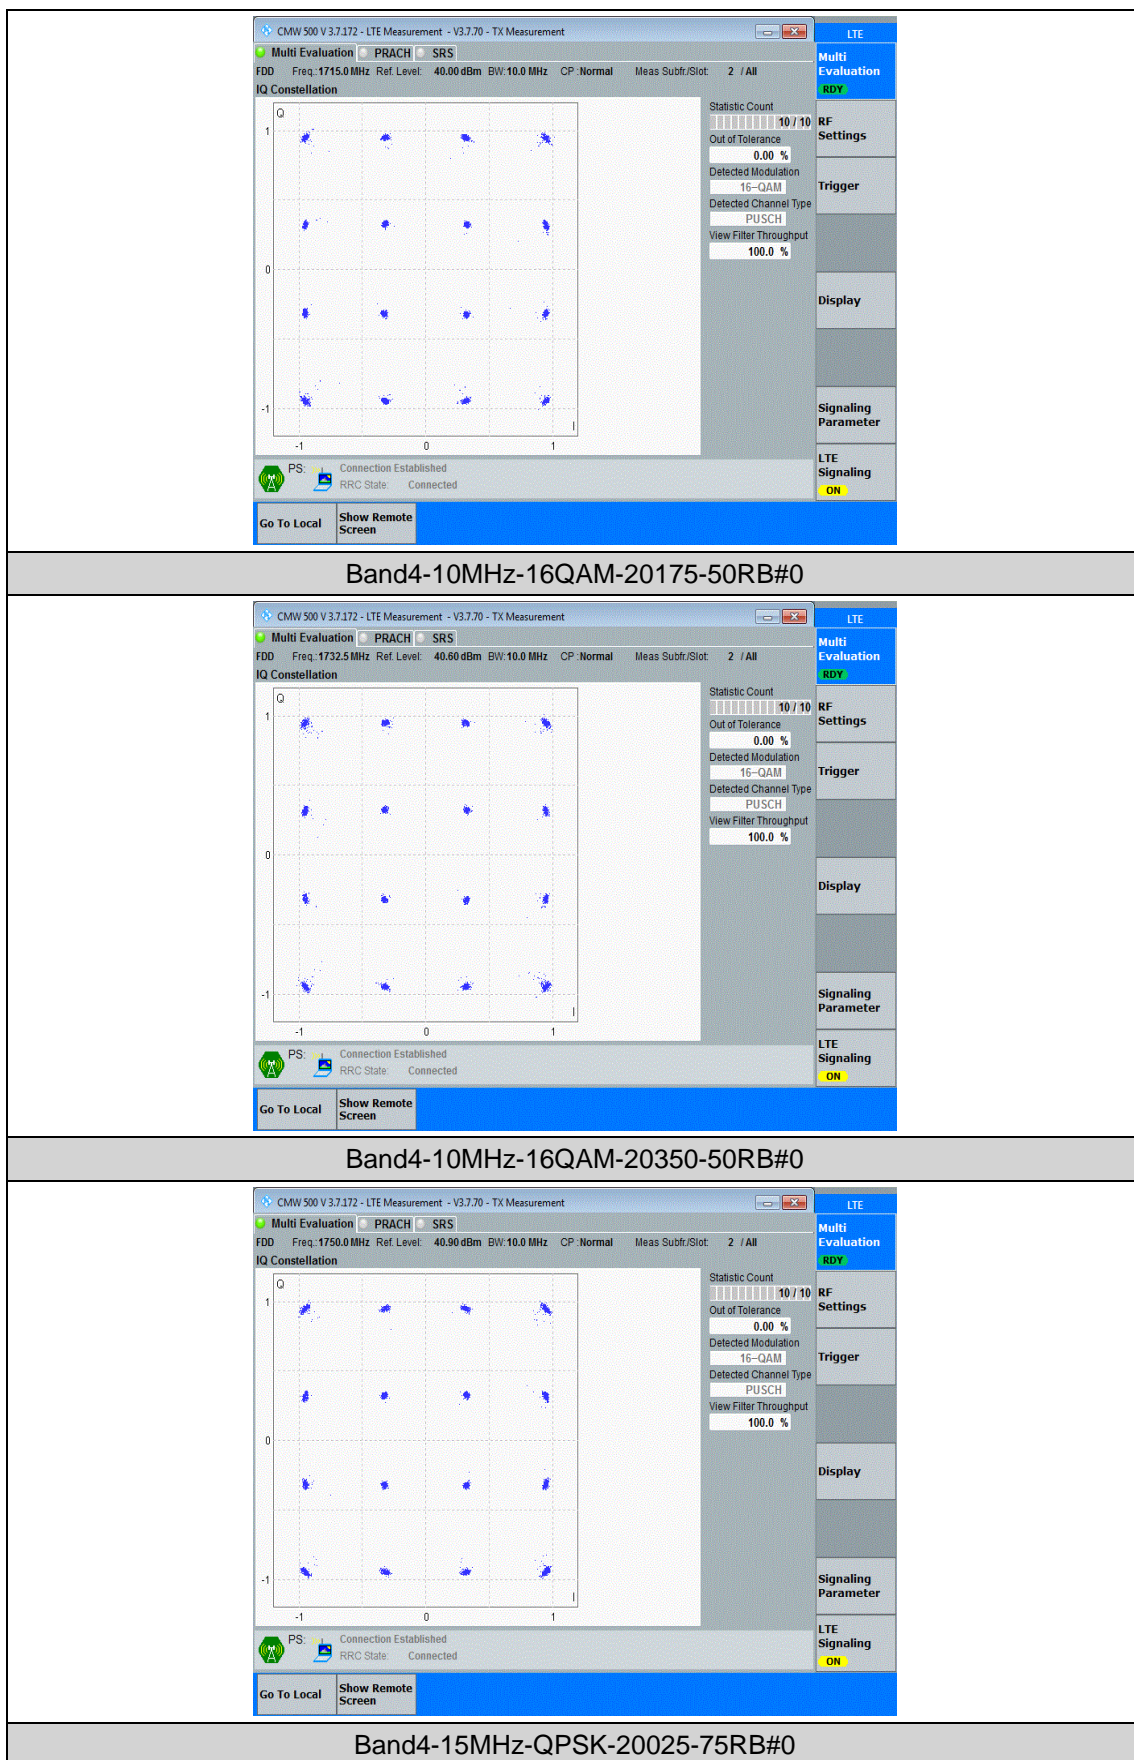 CMW 500 V 3.7.172 - LTE Measurement - V3.7.70 - TX Measurement
LTE
Multi Evaluation PRACH SRS
Multi
Evaluation
RDY
FDD Freq.:1715.0 MHz Ref. Level: 40.00 dBm BW:10.0 MHz CP :Normal Meas Subfr./Slot: 2 / All
IQ Constellation
Statistic Count
10 / 10
Out of Tolerance
0.00 %
Detected Modulation
16-QAM
Detected Channel Type
PUSCH
View Filter Throughput
100.0 %
RF
Settings
Trigger
Display
Signaling
Parameter
LTE
Signaling
ON
Q
1
0
-1
I
-1 0 1
PS: Connection Established
RRC State: Connected
Go To Local
Show Remote
Screen
Band4-10MHz-16QAM-20175-50RB#0
CMW 500 V 3.7.172 - LTE Measurement - V3.7.70 - TX Measurement
LTE
Multi Evaluation PRACH SRS
Multi
Evaluation
RDY
FDD Freq.:1732.5 MHz Ref. Level: 40.60 dBm BW:10.0 MHz CP :Normal Meas Subfr./Slot: 2 / All
IQ Constellation
Statistic Count
10 / 10
Out of Tolerance
0.00 %
Detected Modulation
16-QAM
Detected Channel Type
PUSCH
View Filter Throughput
100.0 %
RF
Settings
Trigger
Display
Signaling
Parameter
LTE
Signaling
ON
Q
1
0
-1
I
-1 0 1
PS: Connection Established
RRC State: Connected
Go To Local
Show Remote
Screen
Band4-10MHz-16QAM-20350-50RB#0
CMW 500 V 3.7.172 - LTE Measurement - V3.7.70 - TX Measurement
LTE
Multi Evaluation PRACH SRS
Multi
Evaluation
RDY
FDD Freq.:1750.0 MHz Ref. Level: 40.90 dBm BW:10.0 MHz CP :Normal Meas Subfr./Slot: 2 / All
IQ Constellation
Statistic Count
10 / 10
Out of Tolerance
0.00 %
Detected Modulation
16-QAM
Detected Channel Type
PUSCH
View Filter Throughput
100.0 %
RF
Settings
Trigger
Display
Signaling
Parameter
LTE
Signaling
ON
Q
1
0
-1
I
-1 0 1
PS: Connection Established
RRC State: Connected
Go To Local
Show Remote
Screen
Band4-15MHz-QPSK-20025-75RB#0